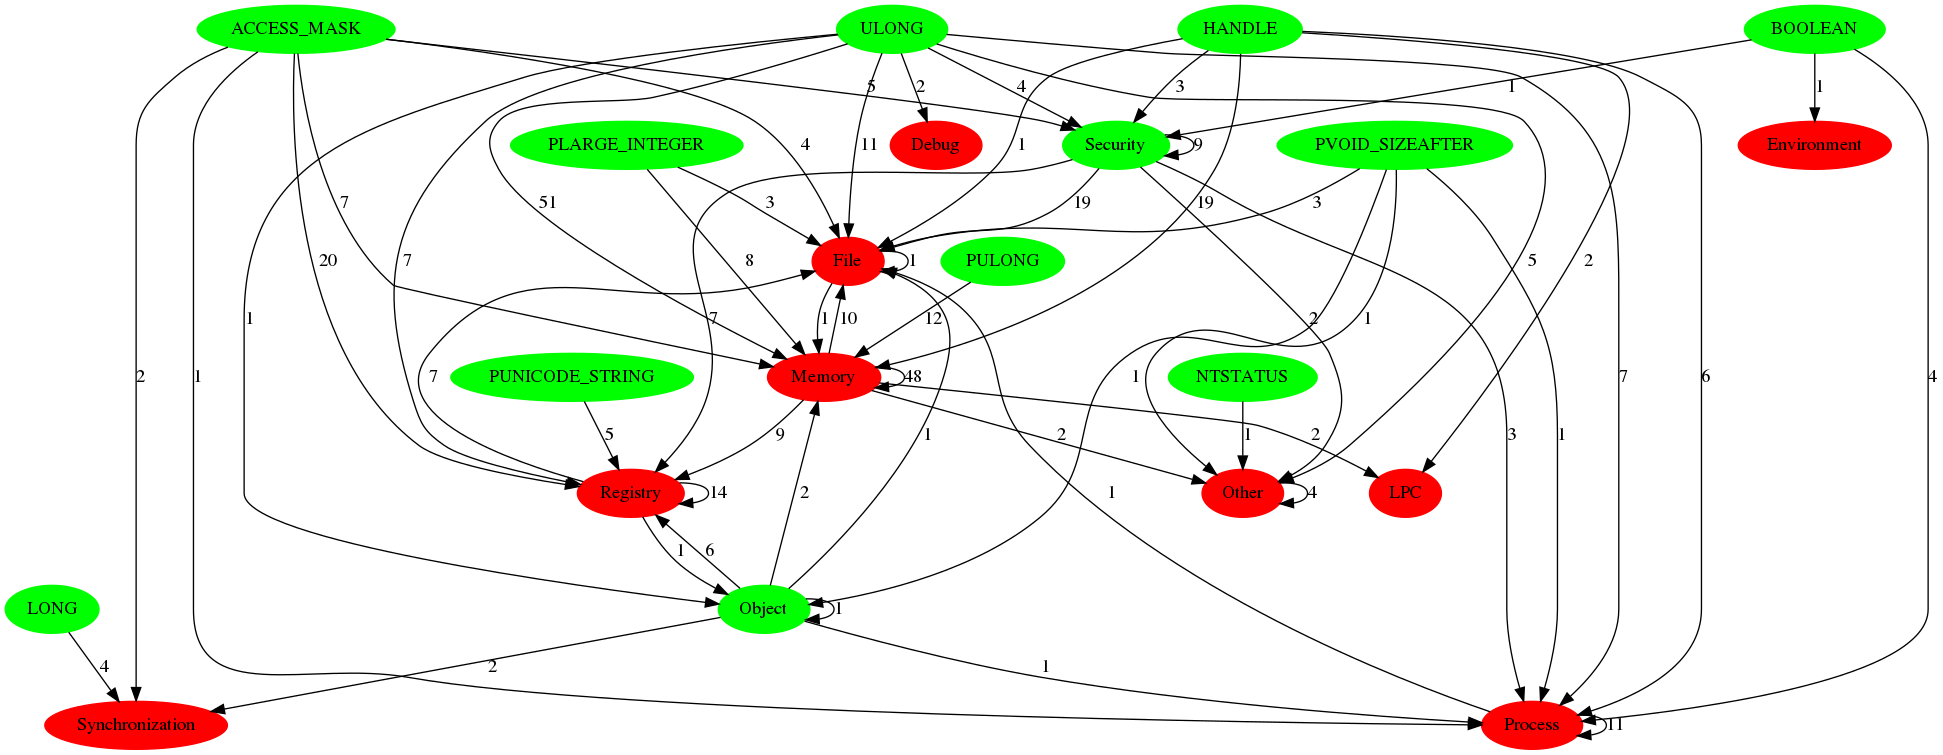 ACCESS_MASK
ULONG
HANDLE
BOOLEAN
5
2
4
3
1
1
PLARGE_INTEGER
4
11
Debug
1
Security
9
PVOID_SIZEAFTER
Environment
7
51
3
19
19
3
20
7
8
File
1
PULONG
5
2
1
7
1
10
12
2
1
2
1
7
PUNICODE_STRING
Memory
48
1
NTSTATUS
7
6
4
5
9
1
2
1
2
3
1
Registry
14
Other
4
LPC
1
2
1
6
LONG
Object
1
4
2
1
Synchronization
Process
11